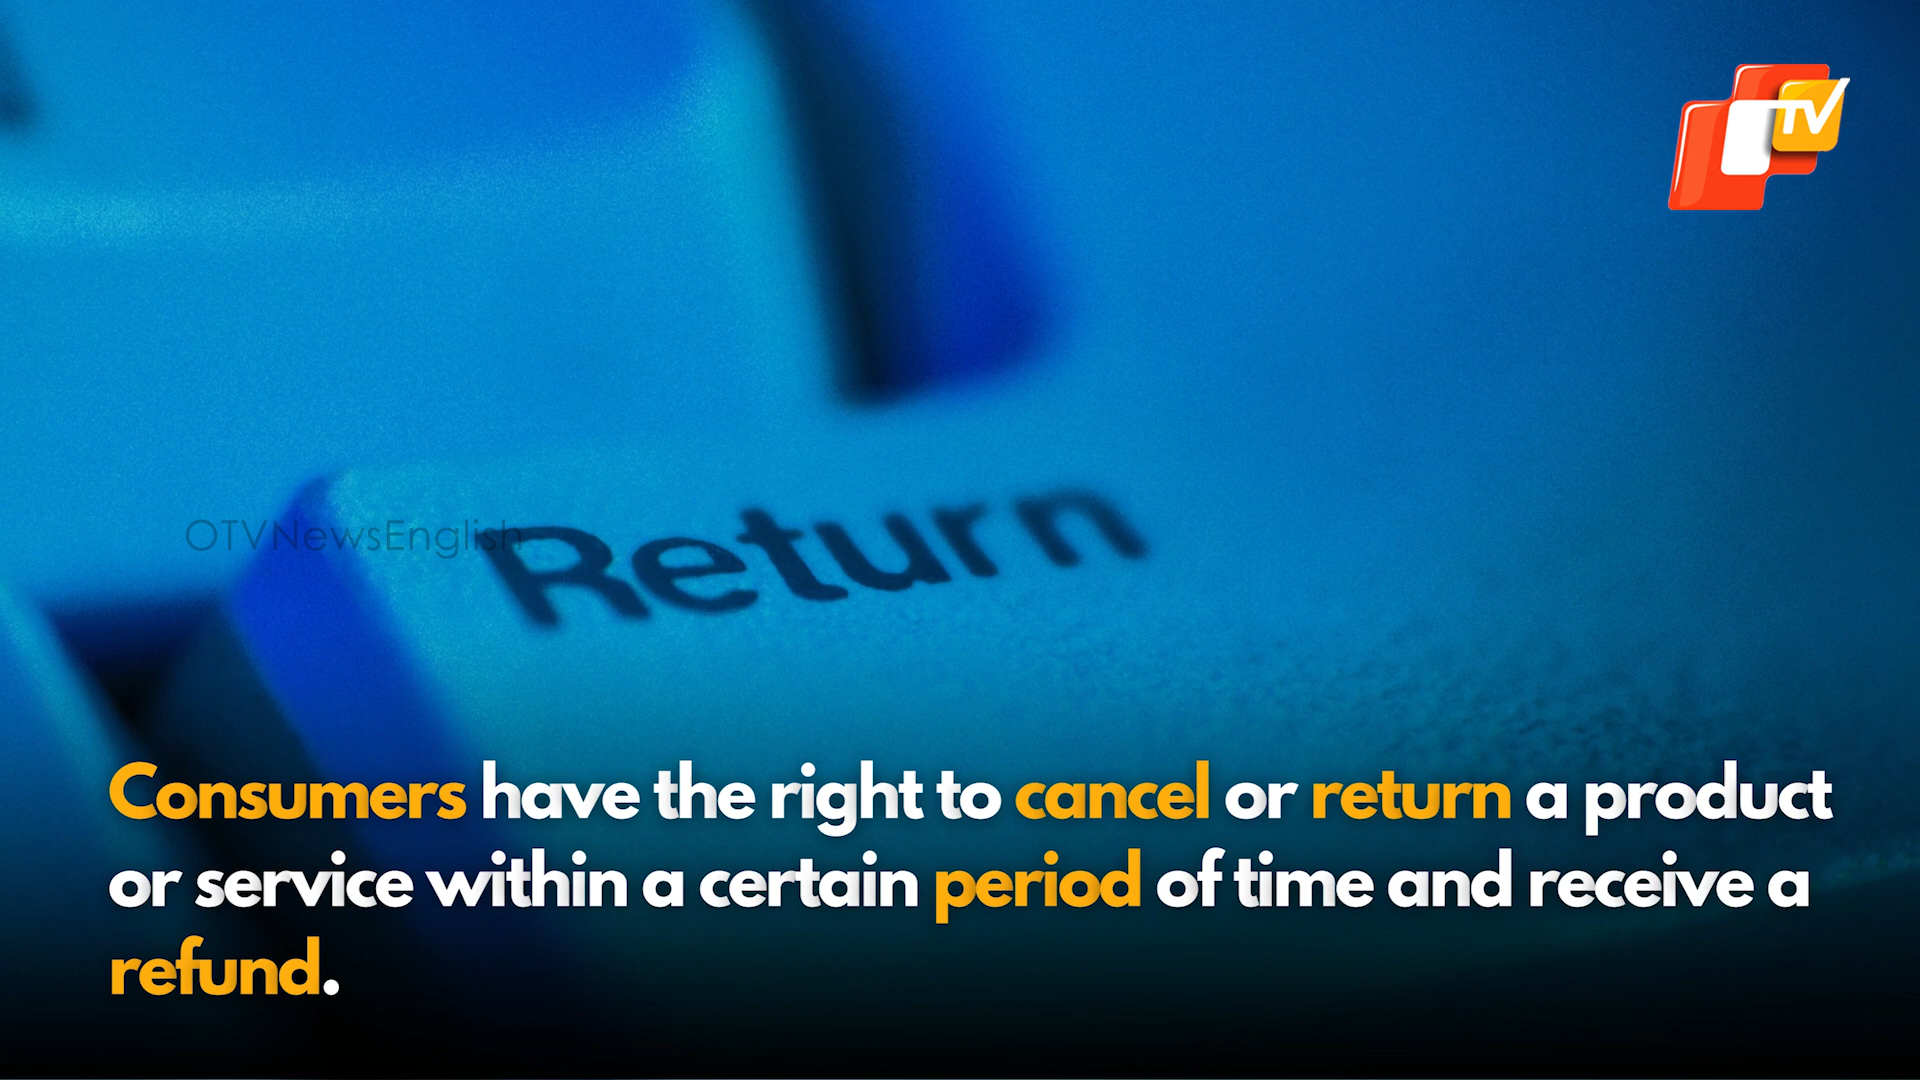 TV
OTVNewsEnglish
Return
Consumers have the right to cancel or return a product
or service within a certain period of time and receive a
refund.